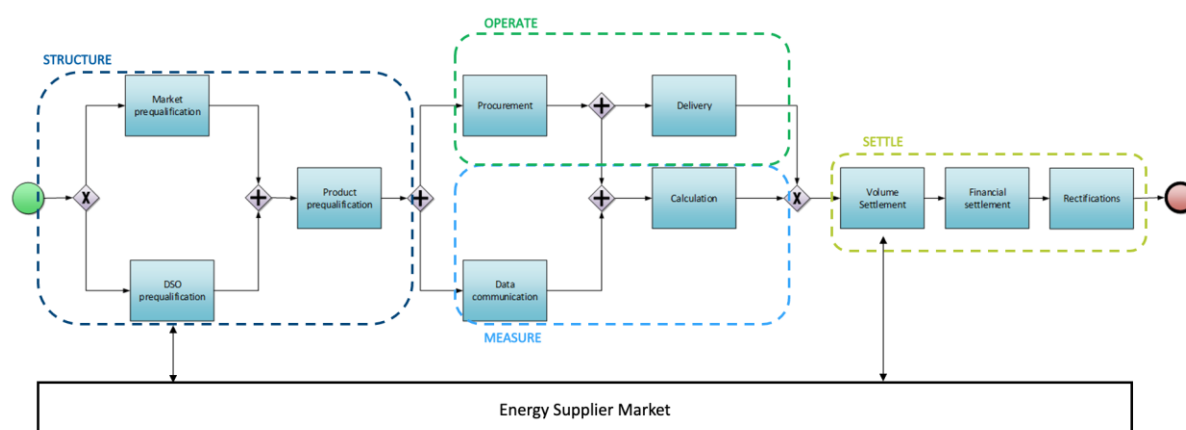 OPERATE
STRUCTURE
Market
prequalification
Procurement
Delivery
SETTLE
Product
prequalification
Calculation
Volume
Settlement
Financial
settlement
Rectifications
X
X
DSO
prequalification
Data
communication
MEASURE
Energy Supplier Market